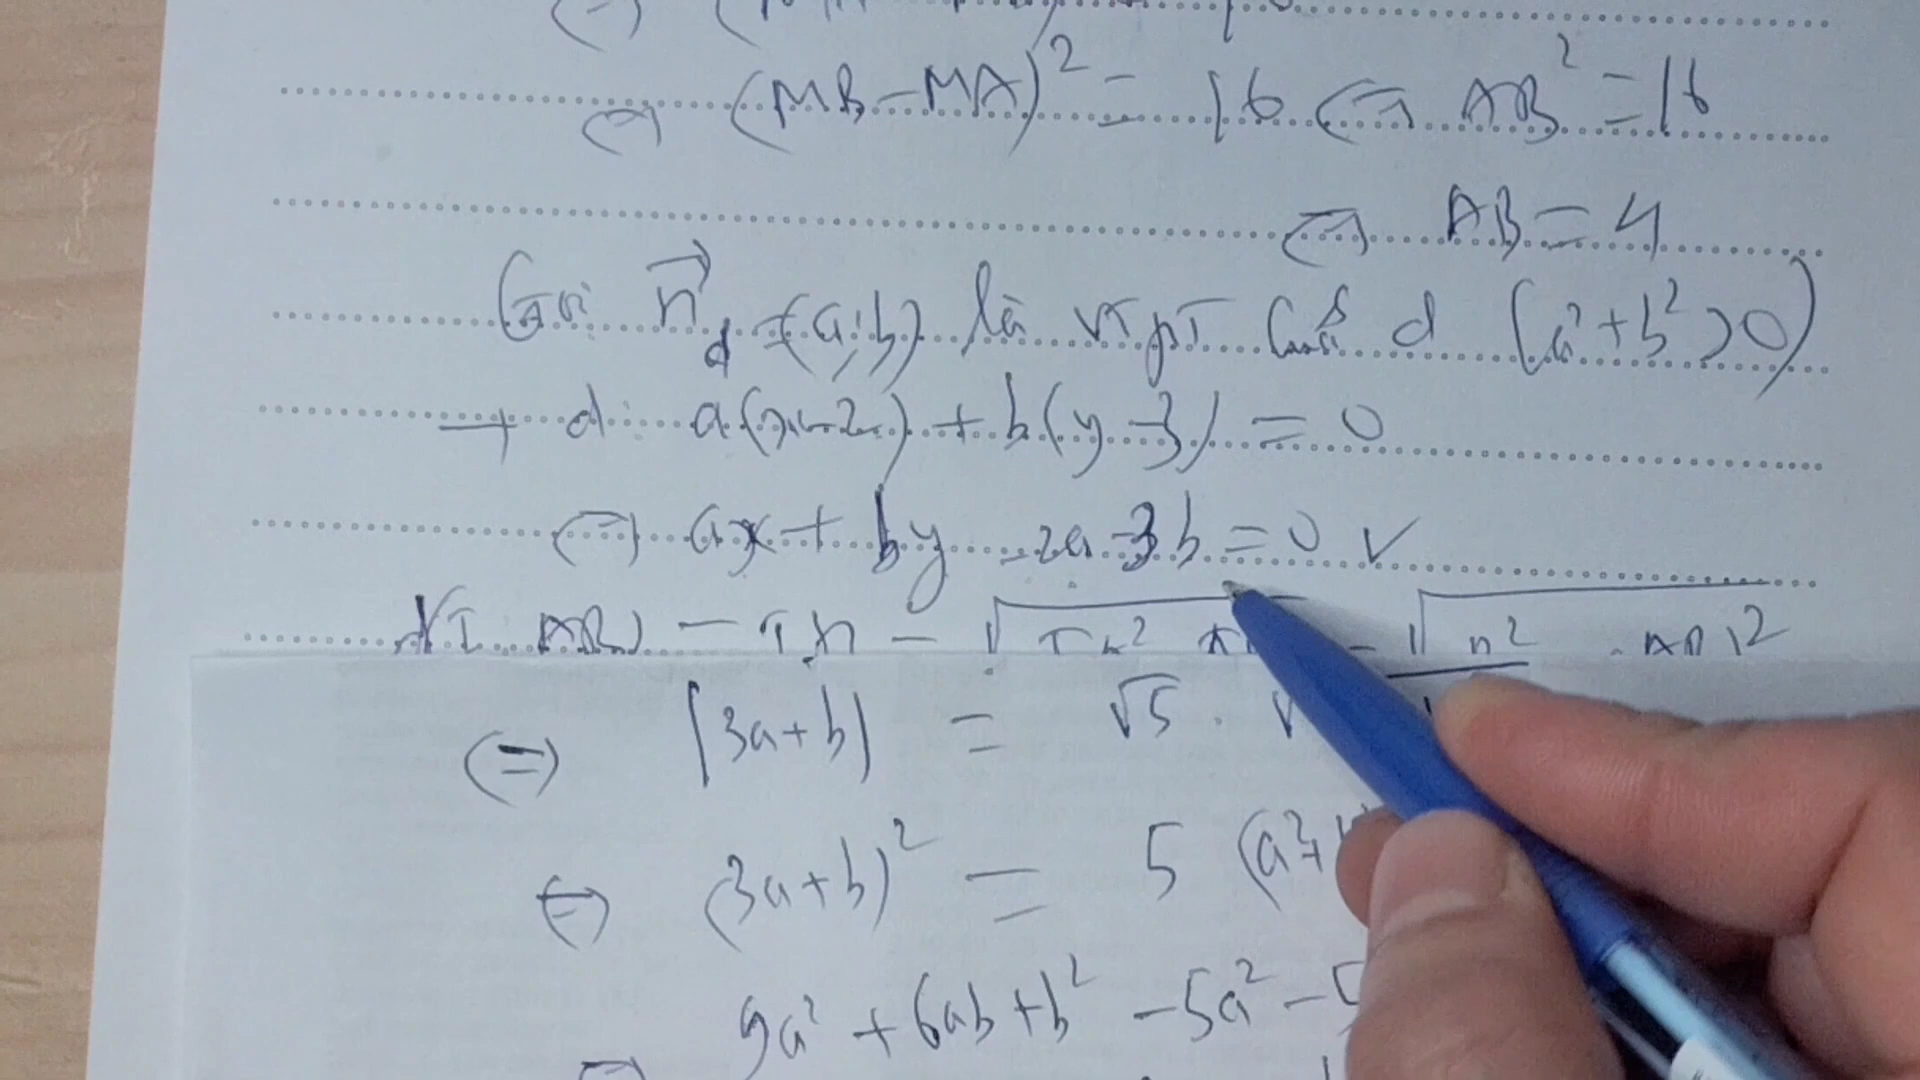 ⇔ (MB-MA)² = 16 ⇔ AB² = 16
⇔ AB = 4
Gọi n⃗d = (a;b) là VTPT của d (a²+b²>0)
→ d: a(x-2)+b(y-3)=0
⇔ ax+by-2a-3b=0 ✓
⇔ |3a+b| = √5.
⇔ (3a+b)² = 5 (a²+
9a²+6ab+b²-5a²-5